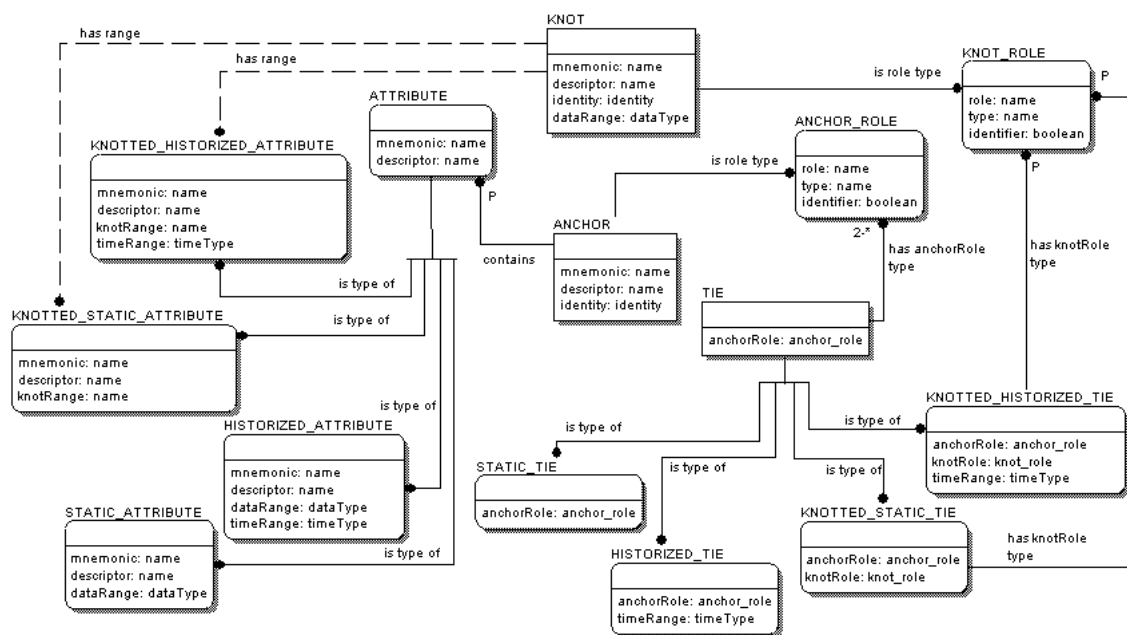 KNOT
mnemonic: name
descriptor: name
identity: identity
dataRange: dataType
has range
has range
KNOT_ROLE
role: name
type: name
identifier: boolean
is role type
P
P
ATTRIBUTE
mnemonic: name
descriptor: name
P
ANCHOR_ROLE
role: name
type: name
identifier: boolean
is role type
2-*
KNOTTED_HISTORIZED_ATTRIBUTE
mnemonic: name
descriptor: name
knotRange: name
timeRange: timeType
ANCHOR
mnemonic: name
descriptor: name
identity: identity
contains
has anchorRole
type
has knotRole
type
is type of
KNOTTED_STATIC_ATTRIBUTE
mnemonic: name
descriptor: name
knotRange: name
is type of
TIE
anchorRole: anchor_role
is type of
HISTORIZED_ATTRIBUTE
mnemonic: name
descriptor: name
dataRange: dataType
timeRange: timeType
KNOTTED_HISTORIZED_TIE
anchorRole: anchor_role
knotRole: knot_role
timeRange: timeType
is type of
is type of
STATIC_TIE
anchorRole: anchor_role
is type of
is type of
STATIC_ATTRIBUTE
mnemonic: name
descriptor: name
dataRange: dataType
is type of
HISTORIZED_TIE
anchorRole: anchor_role
timeRange: timeType
KNOTTED_STATIC_TIE
anchorRole: anchor_role
knotRole: knot_role
has knotRole
type